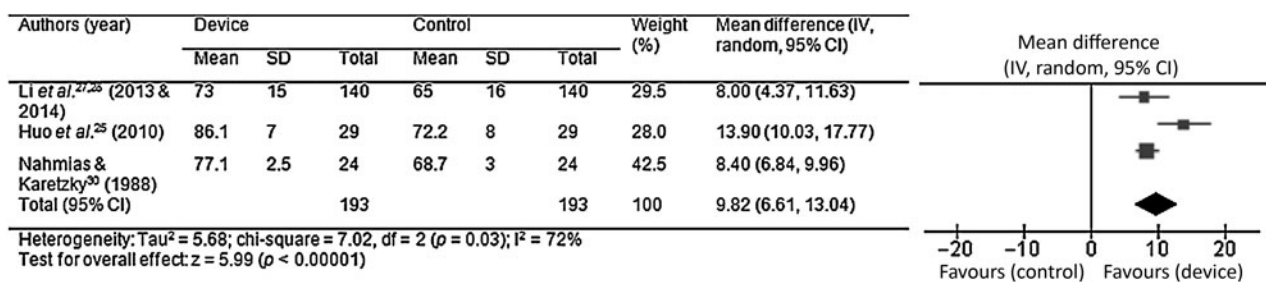 Authors (year) Device Control Weight (%) Mean difference (IV, random, 95% CI)
Mean SD Total Mean SD Total
Li et al.27,28 (2013 & 2014) 73 15 140 65 16 140 29.5 8.00 (4.37, 11.63)
Huo et al.25 (2010) 86.1 7 29 72.2 8 29 28.0 13.90 (10.03, 17.77)
Nahmias & Karetzky30 (1988) 77.1 2.5 24 68.7 3 24 42.5 8.40 (6.84, 9.96)
Total (95% CI) 193 193 100 9.82 (6.61, 13.04)
Heterogeneity: Tau2 = 5.68; chi-square = 7.02, df = 2 (p = 0.03); I2 = 72%
Test for overall effect: z = 5.99 (p < 0.00001)
Mean difference
(IV, random, 95% CI)
−20 −10 0 10 20
Favours (control) Favours (device)